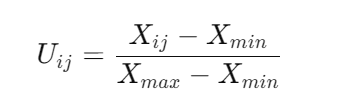 U_{ij} = \frac{X_{ij} - X_{min}}{X_{max} - X_{min}}